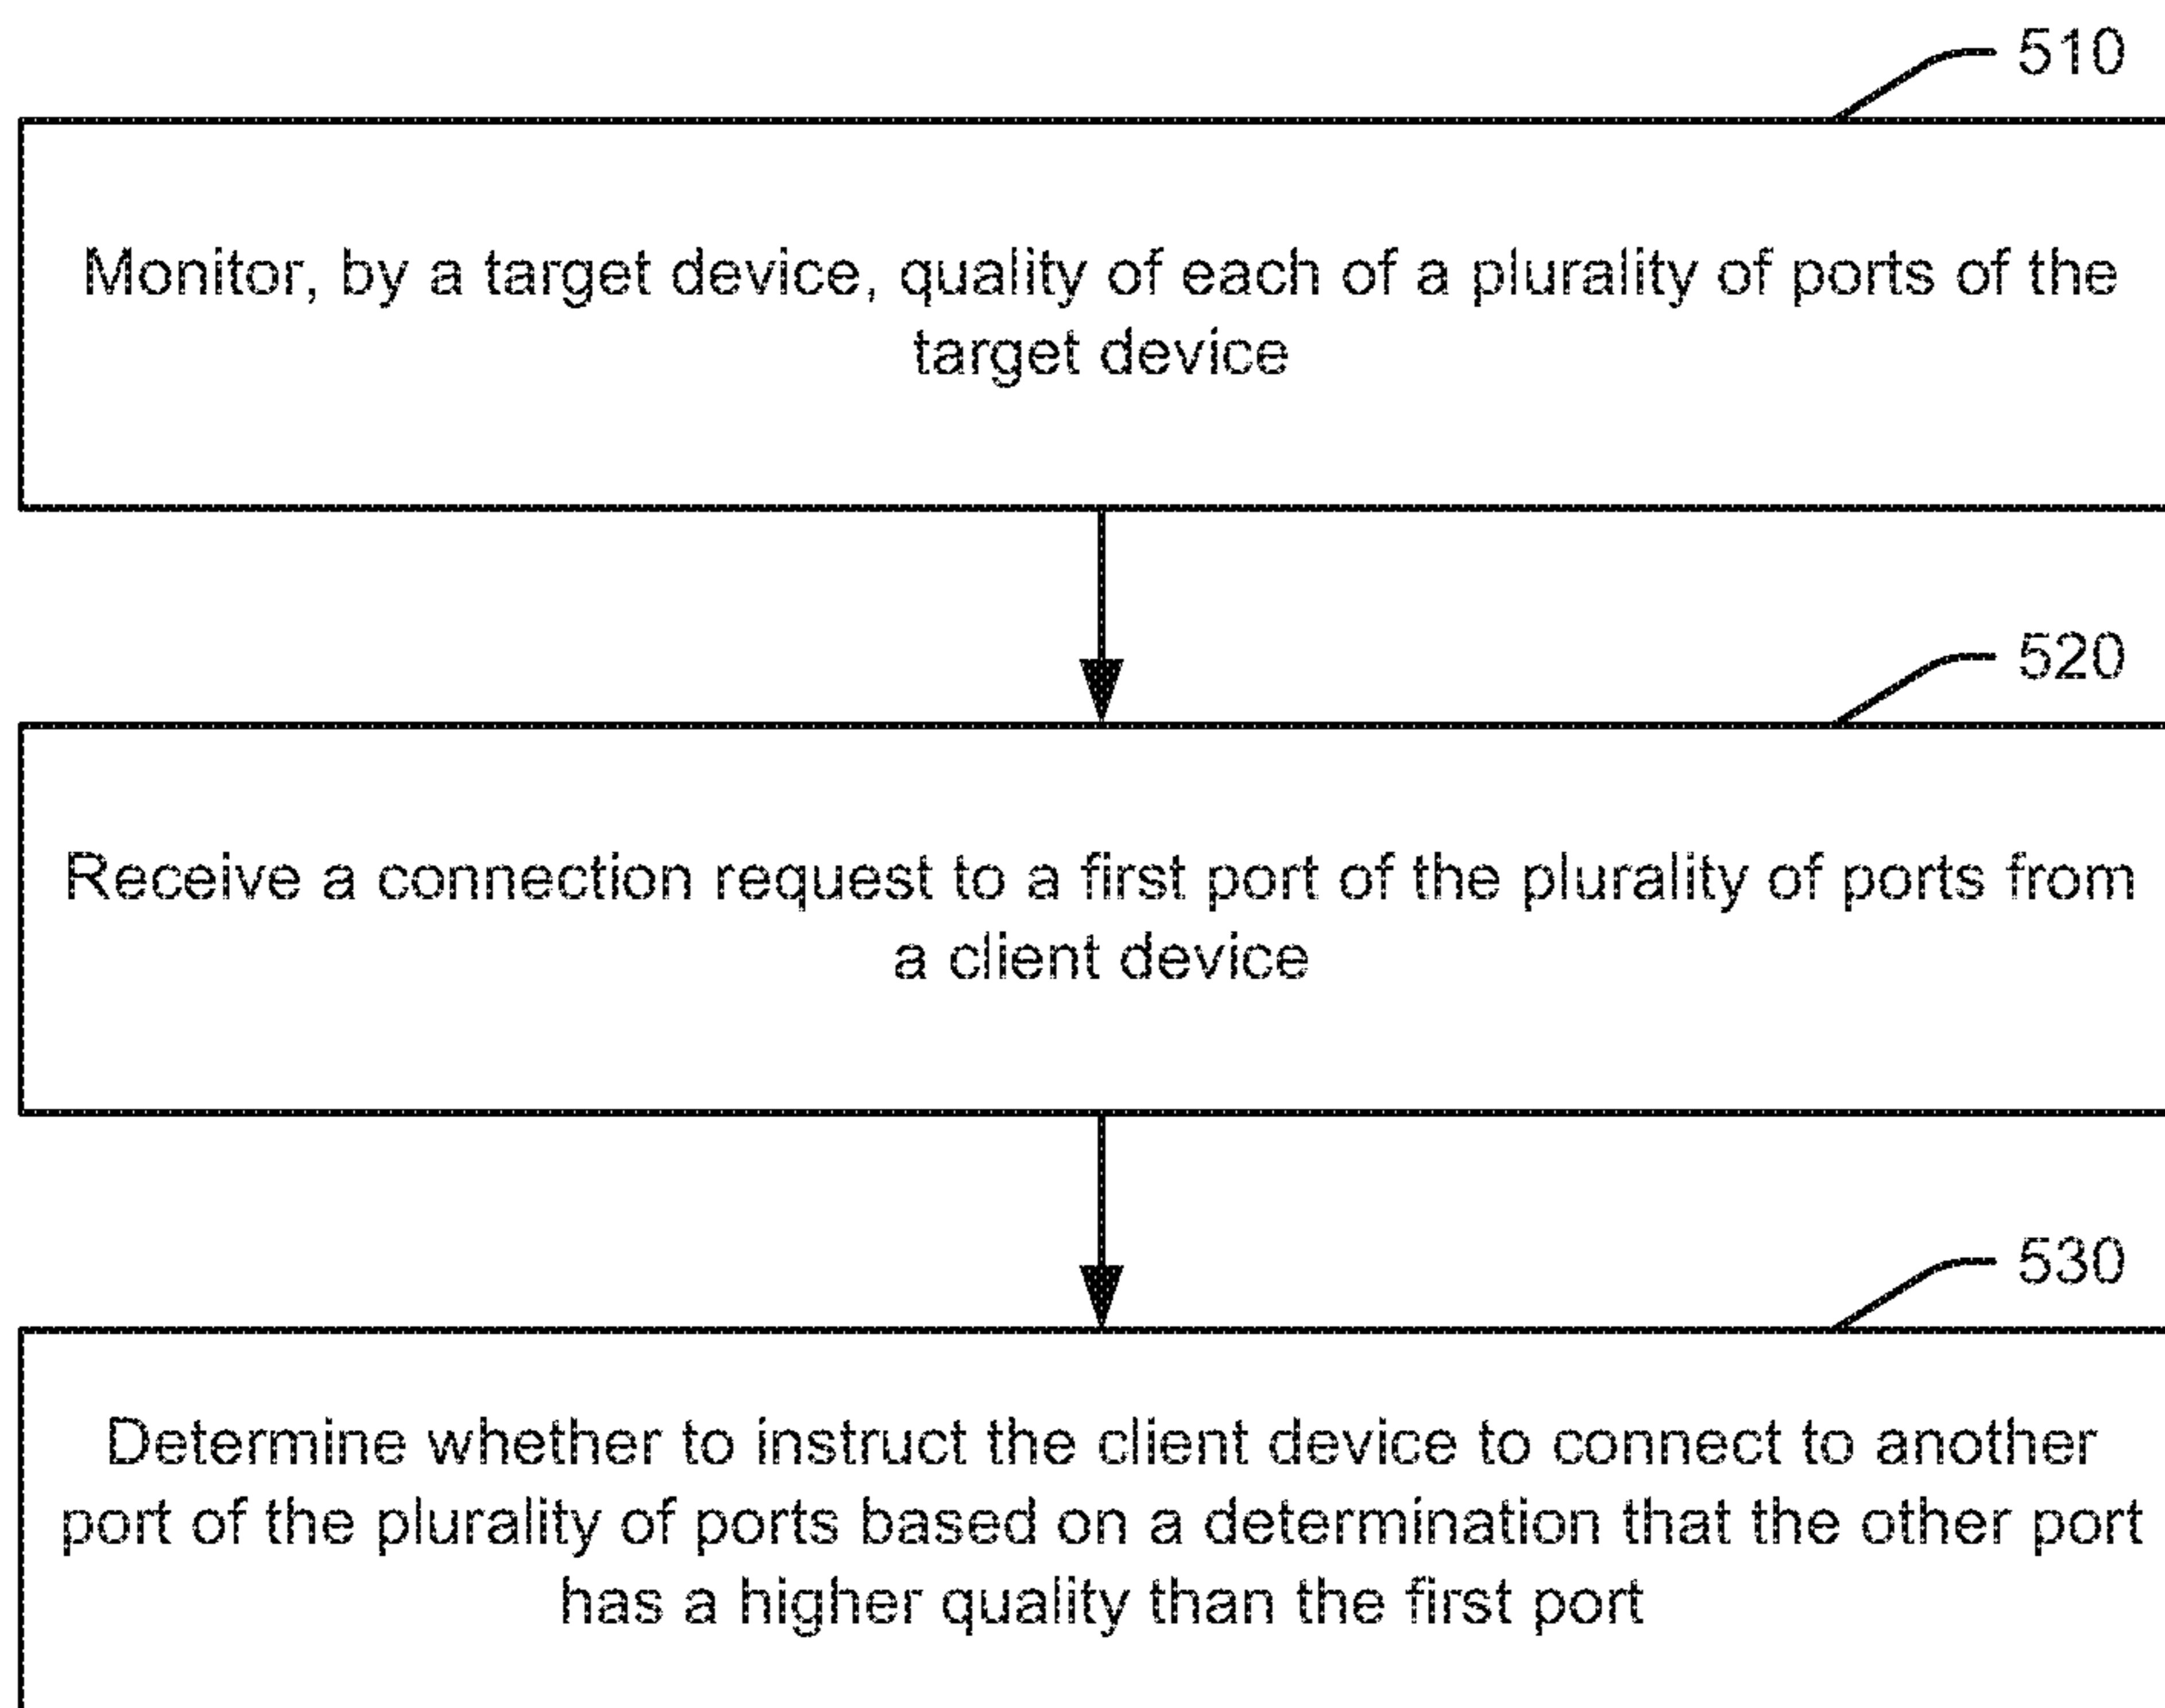 510
Monitor, by a target device, quality of each of a plurality of ports of the
target device
520
Receive a connection request to a first port of the plurality of ports from
a client device
530
Determine whether to instruct the client device to connect to another
port of the plurality of ports based on a determination that the other port
has a higher quality than the first port